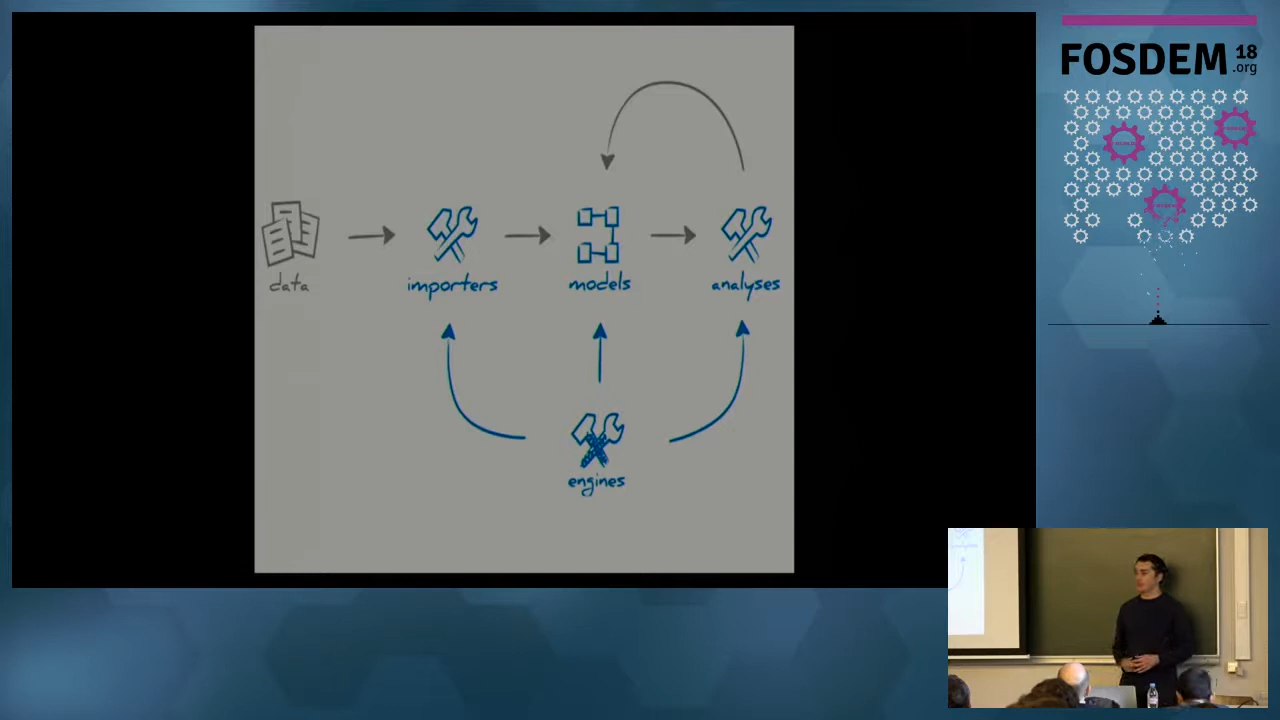 data
importers
models
analyses
engines
FOSDEM 18
.org